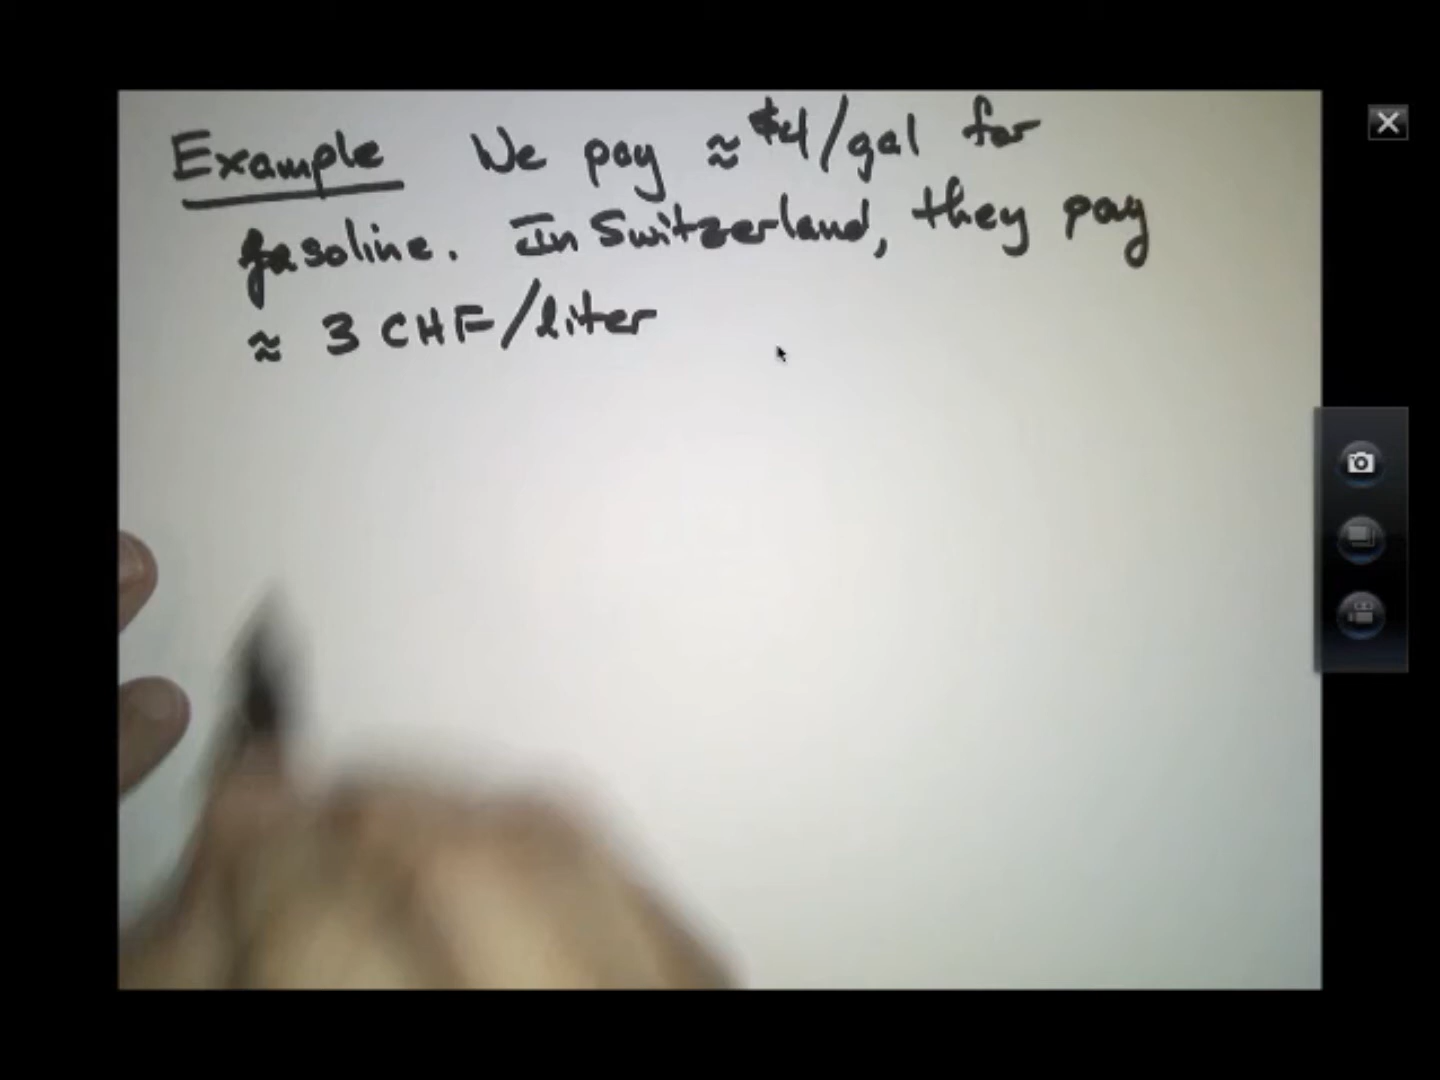 Example We pay ≈ $4/gal for
gasoline. In Switzerland, they pay
≈ 3 CHF/liter